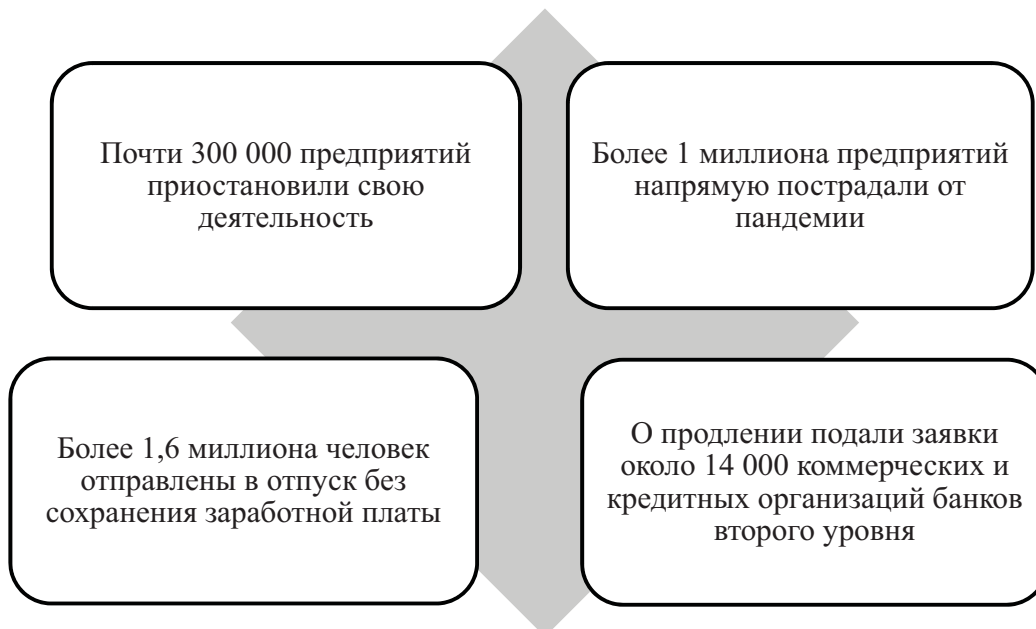 Почти 300 000 предприятий
приостановили свою
деятельность
Более 1 миллиона предприятий
напрямую пострадали от
пандемии
Более 1,6 миллиона человек
отправлены в отпуск без
сохранения заработной платы
О продлении подали заявки
около 14 000 коммерческих и
кредитных организаций банков
второго уровня